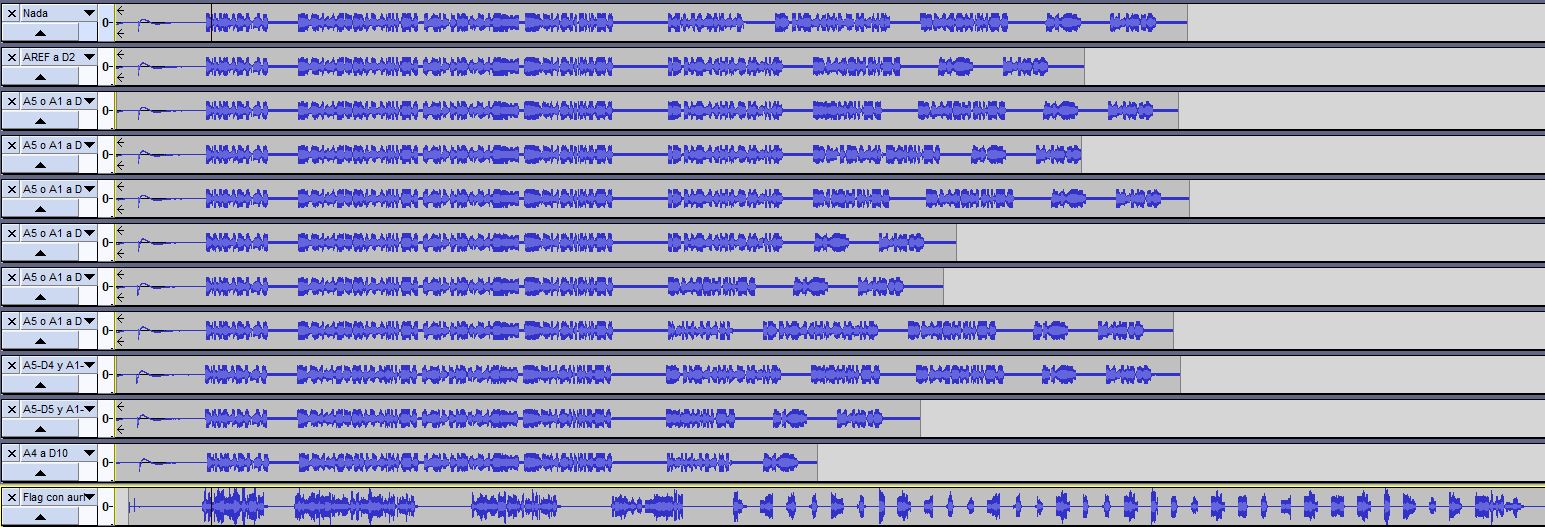 Nada
0
AREF a D2
0
A5 o A1 a D
0
A5 o A1 a D
0
A5 o A1 a D
0
A5 o A1 a D
0
A5 o A1 a D
0
A5 o A1 a D
0
A5-D4 y A1-
0
A5-D5 y A1-
0
A4 a D10
0
Flag con auri
0